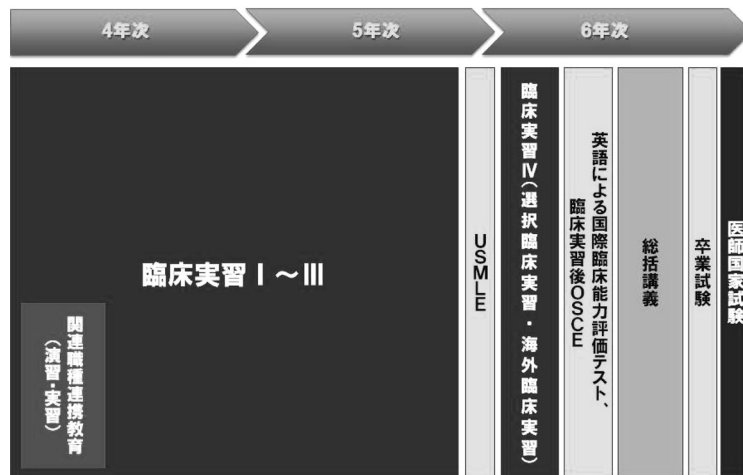 4年次
5年次
6年次
臨床実習Ⅰ～Ⅲ
関連職種連携教育
（演習・実習）
USMLE
臨床実習Ⅳ（選択臨床実習・海外臨床実習）
英語による国際臨床能力評価テスト、
臨床実習後OSCE
総括講義
卒業試験
医師国家試験